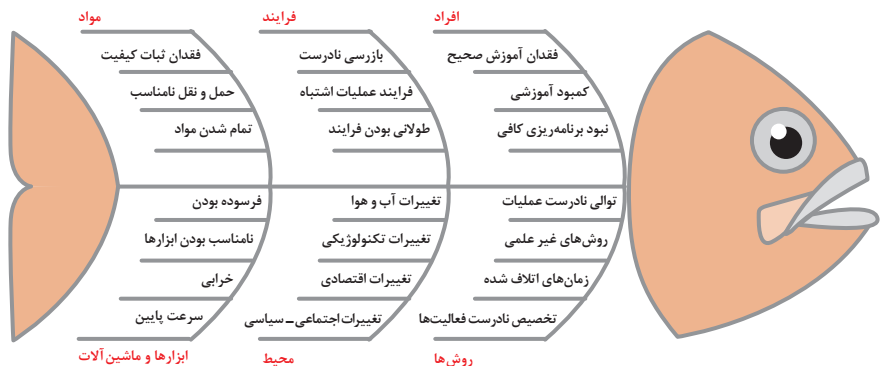 افراد
فقدان آموزش صحیح
کمبود آموزشی
نبود برنامه‌ریزی کافی
فرایند
بازرسی نادرست
فرایند عملیات اشتباه
طولانی بودن فرایند
مواد
فقدان ثبات کیفیت
حمل و نقل نامناسب
تمام شدن مواد
توالی نادرست عملیات
روش‌های غیر علمی
زمان‌های اتلاف شده
تخصیص نادرست فعالیت‌ها
روش‌ها
تغییرات آب و هوا
تغییرات تکنولوژیکی
تغییرات اقتصادی
تغییرات اجتماعی ـ سیاسی
محیط
فرسوده بودن
نامناسب بودن ابزارها
خرابی
سرعت پایین
ابزارها و ماشین‌آلات